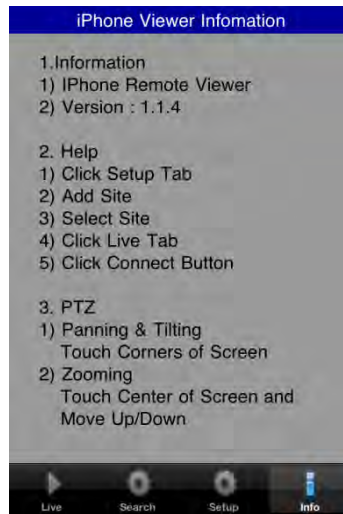 iPhone Viewer Infomation
1.Information
1) IPhone Remote Viewer
2) Version : 1.1.4
2. Help
1) Click Setup Tab
2) Add Site
3) Select Site
4) Click Live Tab
5) Click Connect Button
3. PTZ
1) Panning & Tilting
Touch Corners of Screen
2) Zooming
Touch Center of Screen and
Move Up/Down
Live Search Setup Info